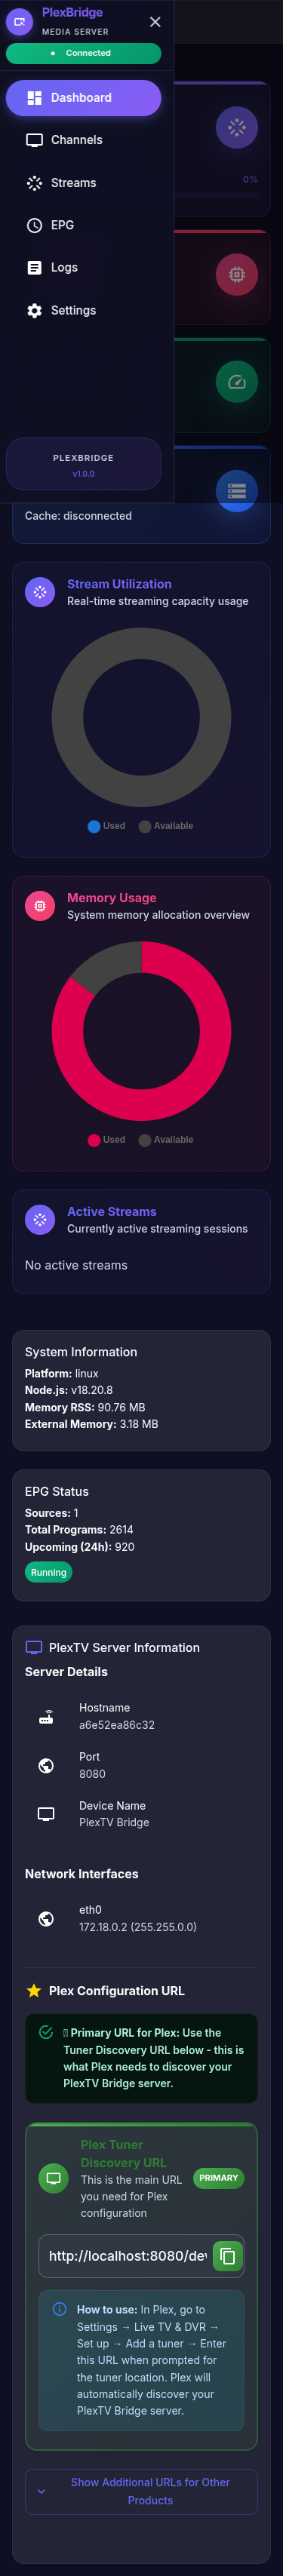 PlexBridge
MEDIA SERVER
Connected
Dashboard
Channels
Streams
EPG
Logs
Settings
PLEXBRIDGE
v1.0.0
0%
Cache: disconnected
Stream Utilization
Real-time streaming capacity usage
Used
Available
Memory Usage
System memory allocation overview
Used
Available
Active Streams
Currently active streaming sessions
No active streams
System Information
Platform: linux
Node.js: v18.20.8
Memory RSS: 90.76 MB
External Memory: 3.18 MB
EPG Status
Sources: 1
Total Programs: 2614
Upcoming (24h): 920
Running
PlexTV Server Information
Server Details
Hostname
a6e52ea86c32
Port
8080
Device Name
PlexTV Bridge
Network Interfaces
eth0
172.18.0.2 (255.255.0.0)
Plex Configuration URL
Primary URL for Plex: Use the
Tuner Discovery URL below - this is
what Plex needs to discover your
PlexTV Bridge server.
Plex Tuner
Discovery URL
This is the main URL
you need for Plex
configuration
PRIMARY
http://localhost:8080/de
How to use: In Plex, go to
Settings → Live TV & DVR →
Set up → Add a tuner → Enter
this URL when prompted for
the tuner location. Plex will
automatically discover your
PlexTV Bridge server.
Show Additional URLs for Other
Products